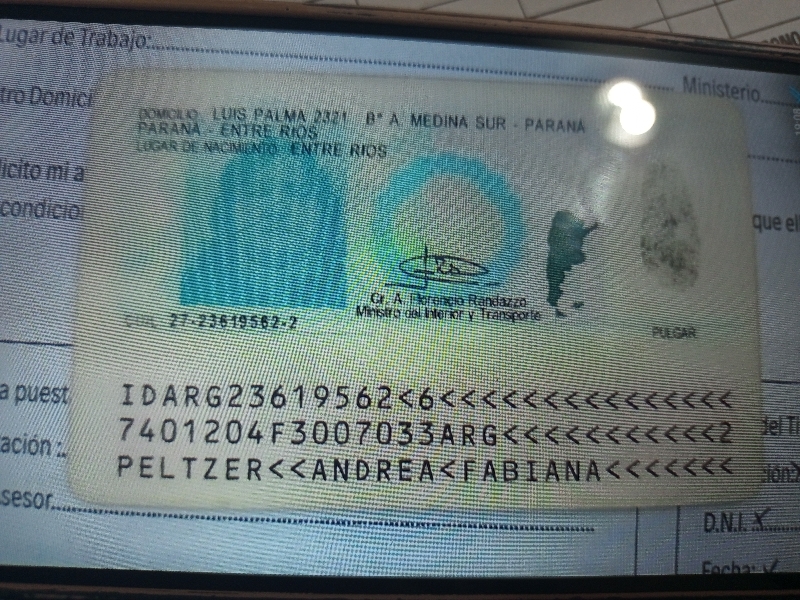 Lugar de Trabajo:
Ministerio
tro Domici
DOMICILIO: LUIS PALMA 2321 Bº A. MEDINA SUR - PARANÁ
PARANÁ - ENTRE RIOS
LUGAR DE NACIMIENTO: ENTRE RIOS
licito mi a
condicio
que el
Cr. A. Florencio Randazzo
Ministro del Interior y Transporte
CUIL 27-23619562-2
PULGAR
a puest
IDARG23619562<6<<<<<<<<<<<<<<<
7401204F3007033ARG<<<<<<<<<<<2
PELTZER<<ANDREA<FABIANA<<<<<<<
ación :
sesor
D.N.I. X
Fecha: